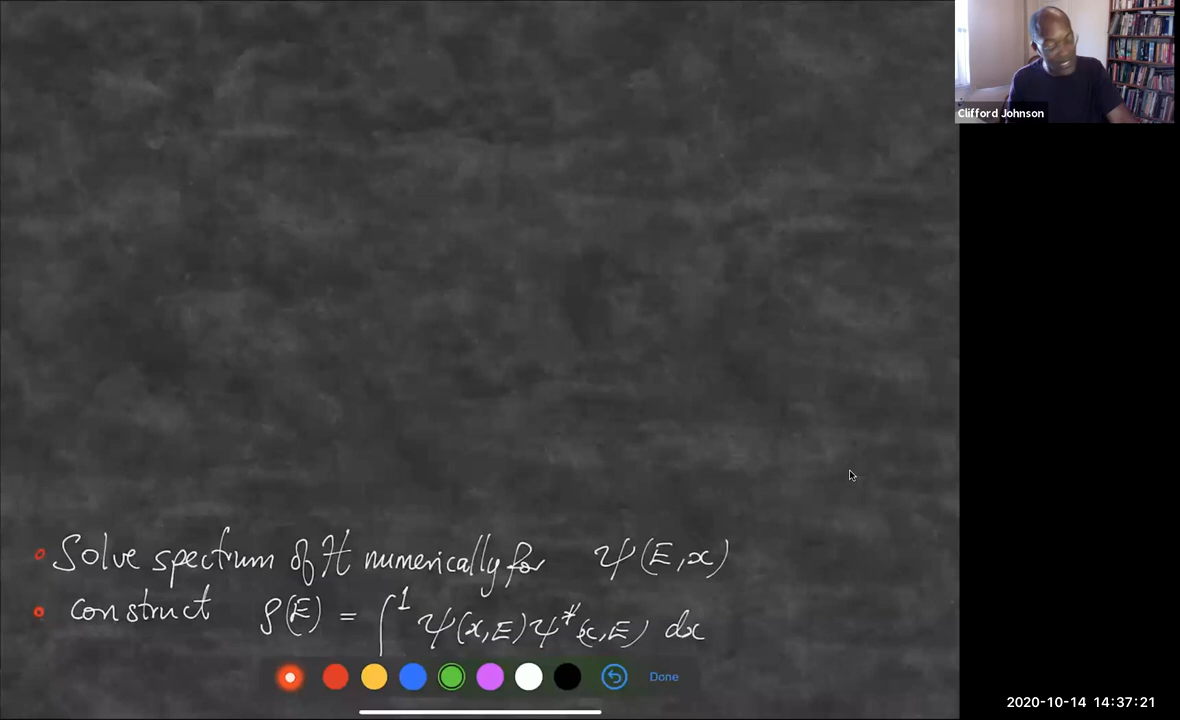 Clifford Johnson
• Solve spectrum of H numerically for ψ(E,x)
• construct ρ(E) = ∫¹ ψ(x,E)ψ*(x,E) dx
Done
2020-10-14 14:37:21